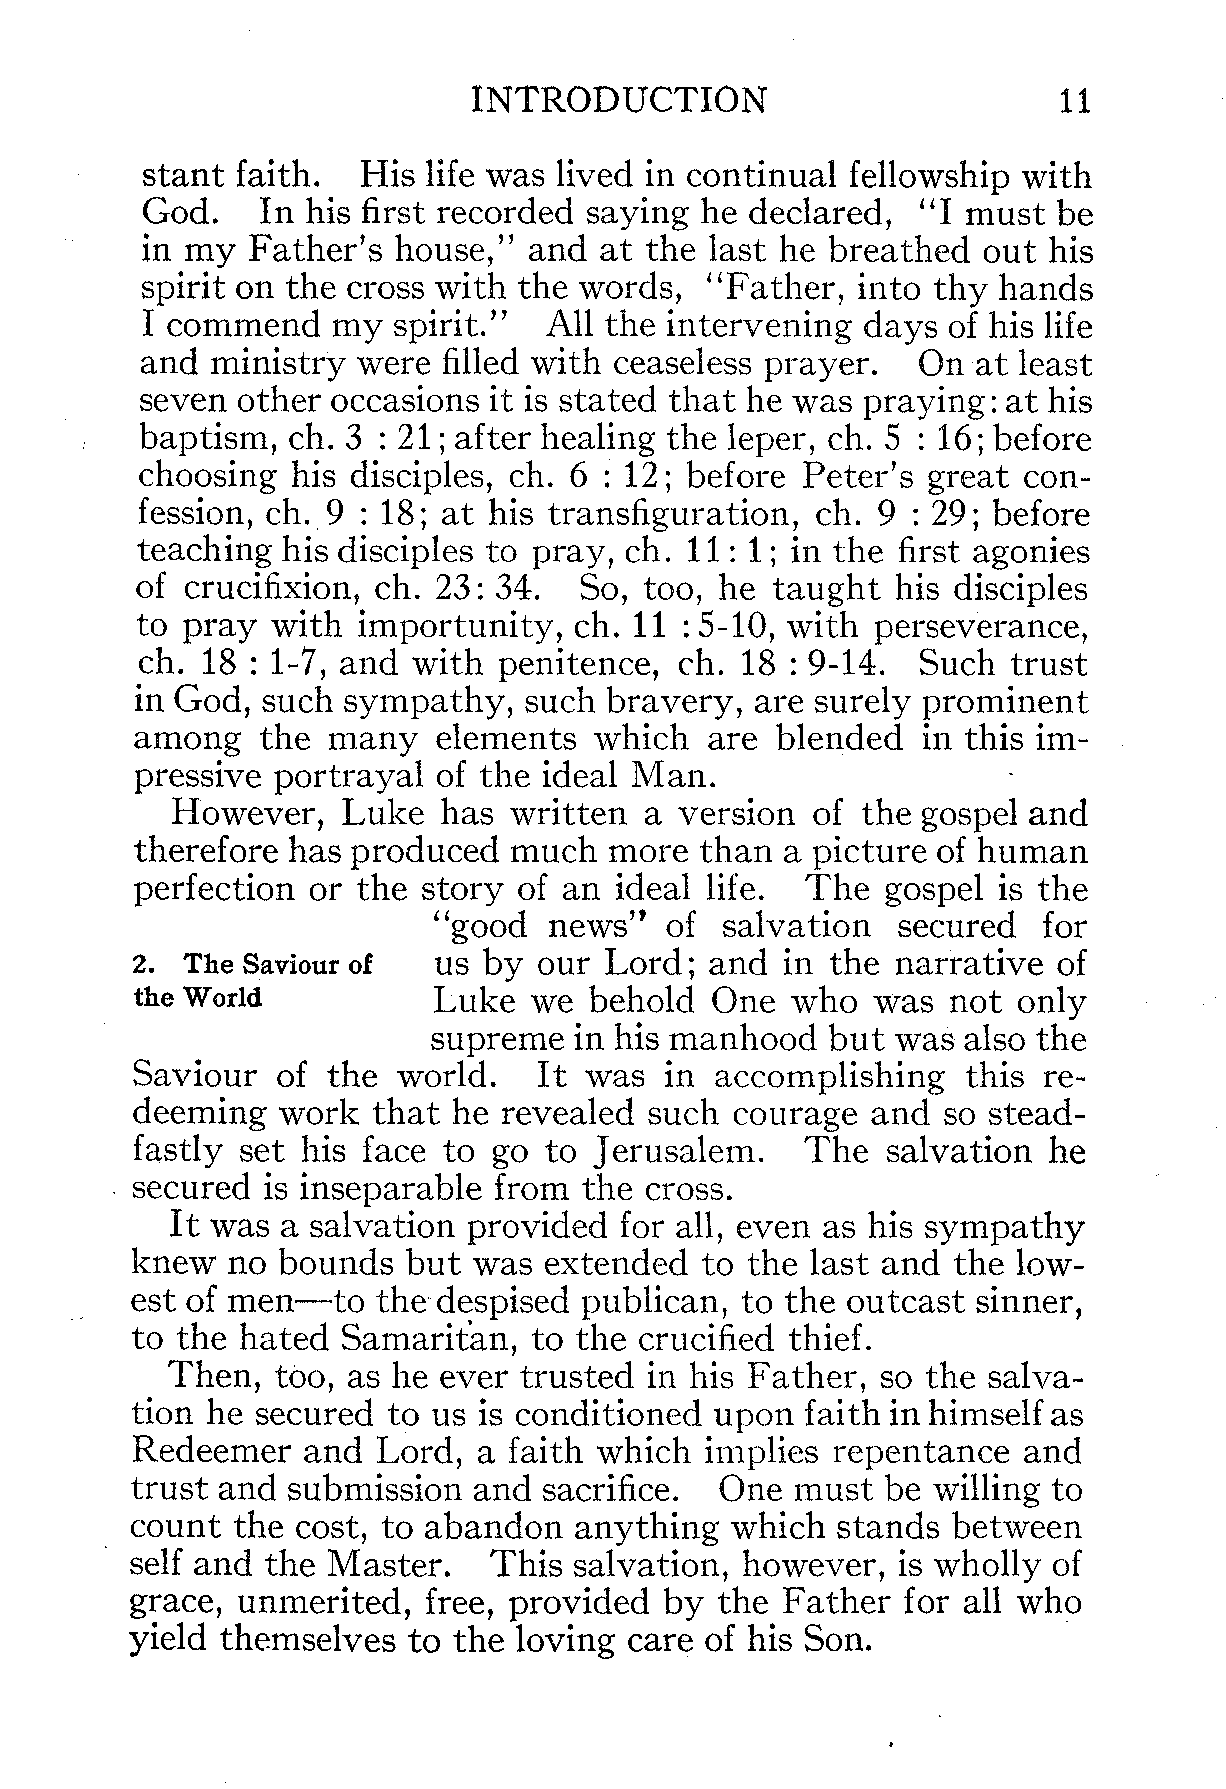 INTRODUCTION 11
stant faith. His life was lived in continual fellowship with
God. In his first recorded saying he declared, "I must be
in my Father's house," and at the last he breathed out his
spirit on the cross with the words, "Father, into thy hands
I commend my spirit." All the intervening days of his life
and ministry were filled with ceaseless prayer. On at least
seven other occasions it is stated that he was praying: at his
baptism, ch. 3 : 21; after healing the leper, ch. 5 : 16; before
choosing his disciples, ch. 6 : 12; before Peter's great con-
fession, ch. 9 : 18; at his transfiguration, ch. 9 : 29; before
teaching his disciples to pray, ch. 11: 1; in the first agonies
of crucifixion, ch. 23: 34. So, too, he taught his disciples
to pray with importunity, ch. 11 : 5-10, with perseverance,
ch. 18 : 1-7, and with penitence, ch. 18 : 9-14. Such trust
in God, such sympathy, such bravery, are surely prominent
among the many elements which are blended in this im-
pressive portrayal of the ideal Man.
However, Luke has written a version of the gospel and
therefore has produced much more than a picture of human
perfection or the story of an ideal life. The gospel is the
"good news" of salvation secured for
2. The Saviour of us by our Lord; and in the narrative of
the World Luke we behold One who was not only
supreme in his manhood but was also the
Saviour of the world. It was in accomplishing this re-
deeming work that he revealed such courage and so stead-
fastly set his face to go to Jerusalem. The salvation he
secured is inseparable from the cross.
It was a salvation provided for all, even as his sympathy
knew no bounds but was extended to the last and the low-
est of men—to the despised publican, to the outcast sinner,
to the hated Samaritan, to the crucified thief.
Then, too, as he ever trusted in his Father, so the salva-
tion he secured to us is conditioned upon faith in himself as
Redeemer and Lord, a faith which implies repentance and
trust and submission and sacrifice. One must be willing to
count the cost, to abandon anything which stands between
self and the Master. This salvation, however, is wholly of
grace, unmerited, free, provided by the Father for all who
yield themselves to the loving care of his Son.